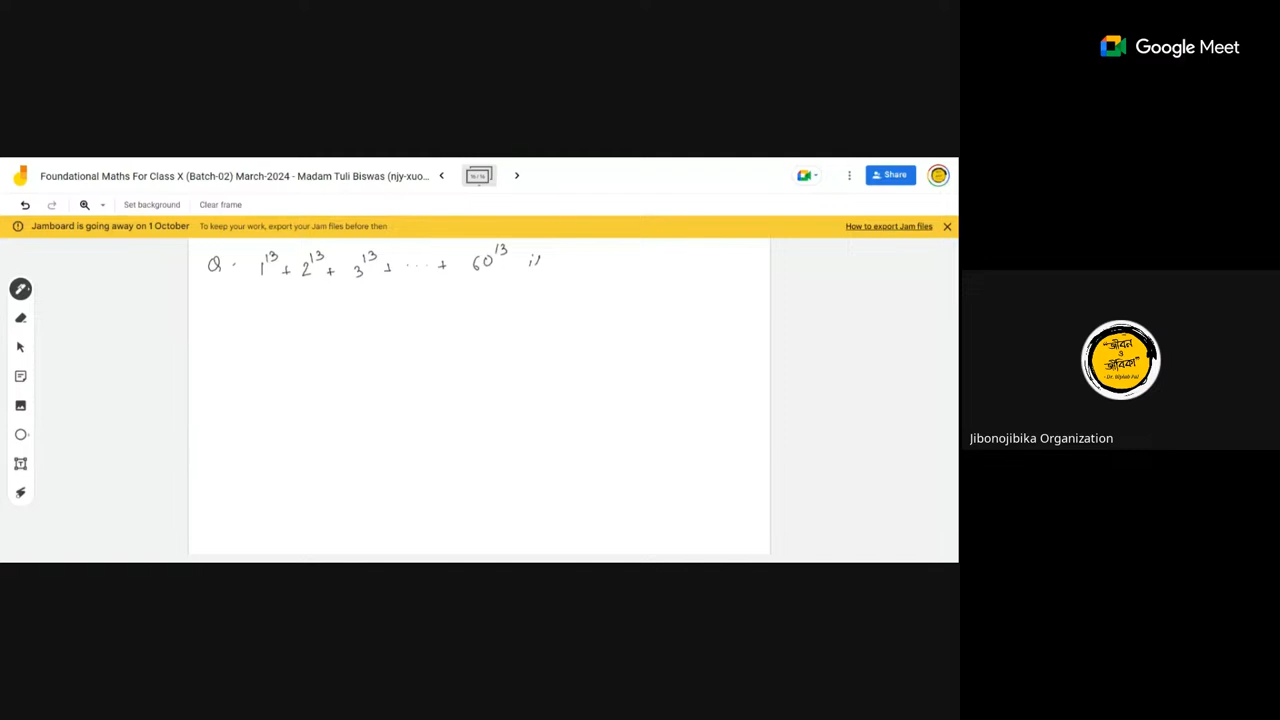 Google Meet
Foundational Maths For Class X (Batch-02) March-2024 - Madam Tuli Biswas (njy-xuo...
Share
Set background
Clear frame
Jamboard is going away on 1 October
To keep your work, export your Jam files before then
How to export Jam files
Q. 1¹³ + 2¹³ + 3¹³ + ..... + 60¹³ is
"জীবন
ও
জীবিকা"
Jibonojibika Organization